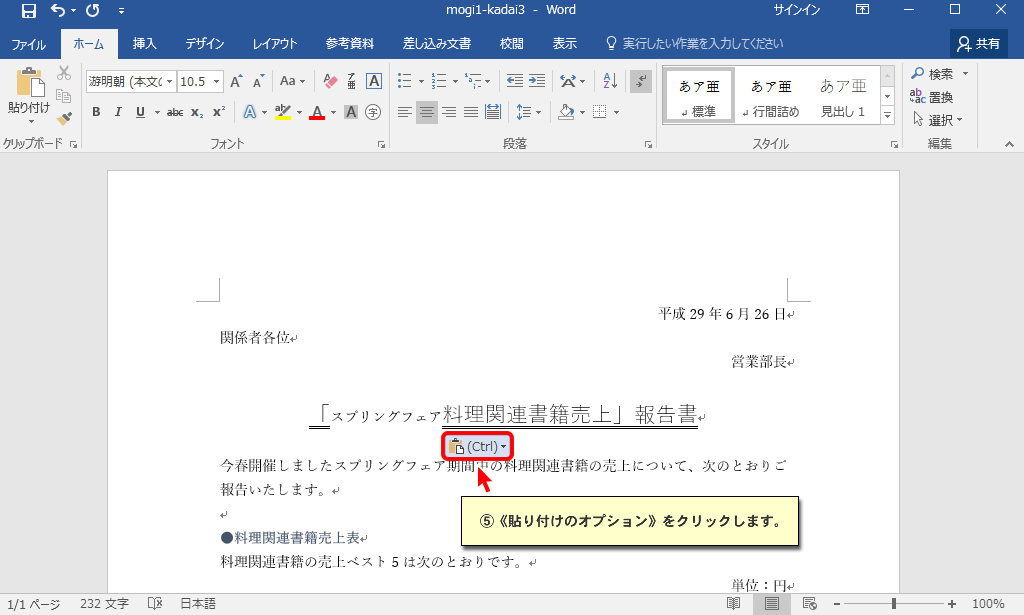 mogi1-kadai3 - Word
サインイン
ファイル ホーム 挿入 デザイン レイアウト 参考資料 差し込み文書 校閲 表示 実行したい作業を入力してください 共有
貼り付け
游明朝 (本文の 10.5 Aa A
B I U abc x₂ x² A A A 字
あア亜 あア亜 あア亜
標準 行間詰め 見出し 1
検索
置換
選択
クリップボード フォント 段落 スタイル 編集
平成 29 年 6 月 26 日
関係者各位
営業部長
「スプリングフェア料理関連書籍売上」報告書
(Ctrl)
今春開催しましたスプリングフェア期間中の料理関連書籍の売上について、次のとおりご
報告いたします。
⑤《貼り付けのオプション》をクリックします。
●料理関連書籍売上表
料理関連書籍の売上ベスト 5 は次のとおりです。
単位：円
1/1 ページ 232 文字 日本語 100%